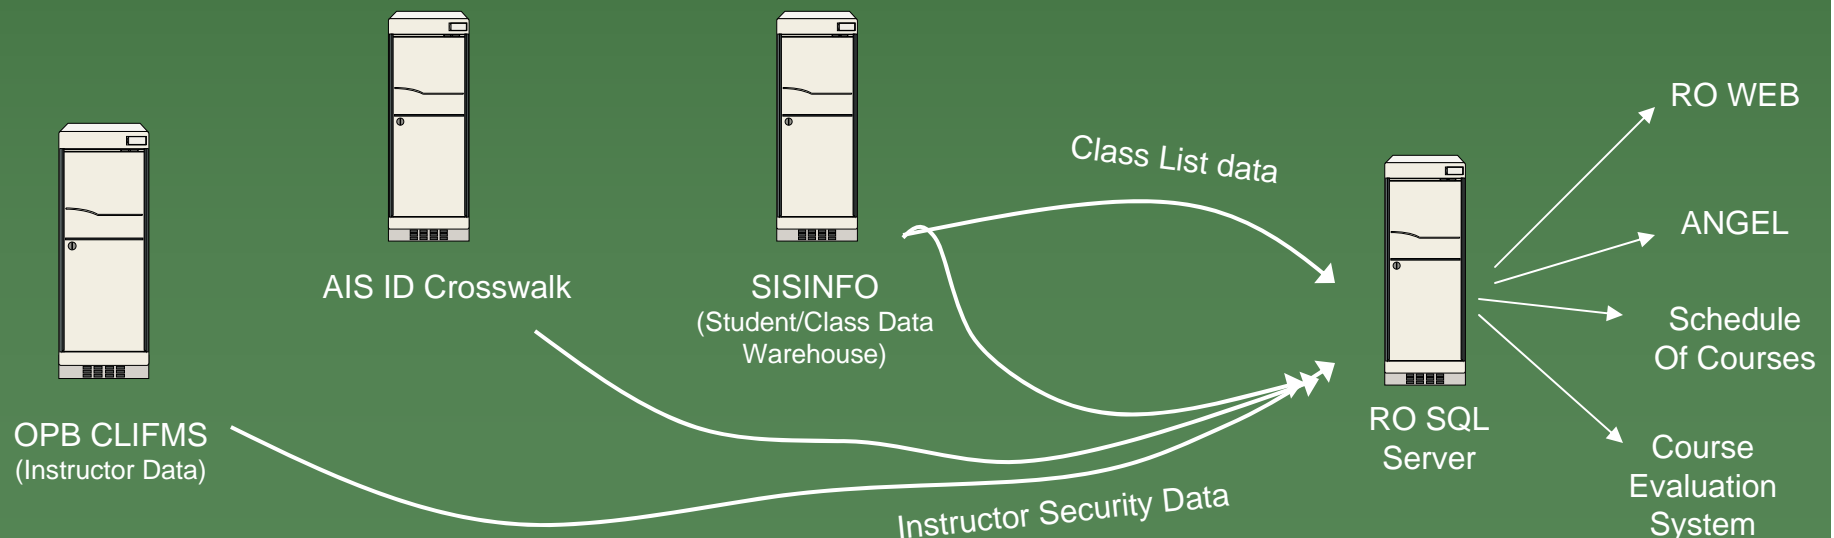 OPB CLIFMS
(Instructor Data)
AIS ID Crosswalk
SISINFO
(Student/Class Data
Warehouse)
Class List data
Instructor Security Data
RO SQL
Server
RO WEB
ANGEL
Schedule
Of Courses
Course
Evaluation
System